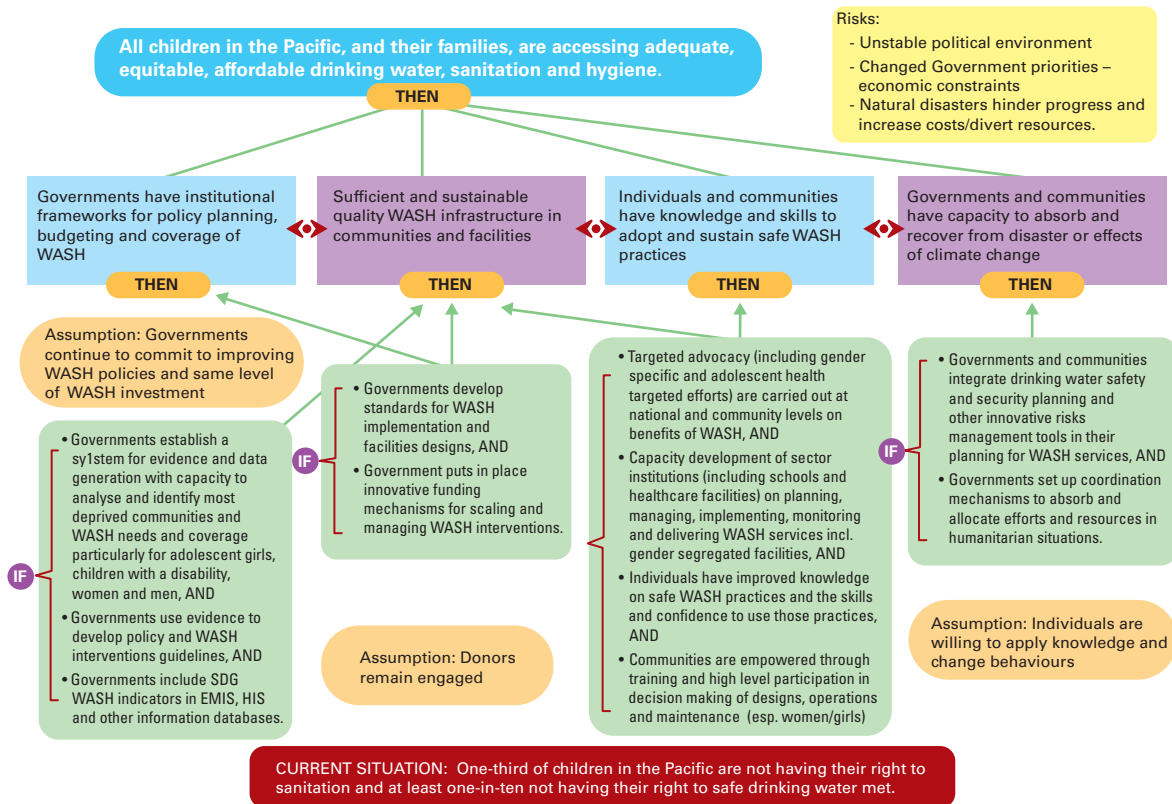 All children in the Pacific, and their families, are accessing adequate,
equitable, affordable drinking water, sanitation and hygiene.
THEN
Risks:
- Unstable political environment
- Changed Government priorities –
economic constraints
- Natural disasters hinder progress and
increase costs/divert resources.
Governments have institutional
frameworks for policy planning,
budgeting and coverage of
WASH
THEN
Sufficient and sustainable
quality WASH infrastructure in
communities and facilities
THEN
Individuals and communities
have knowledge and skills to
adopt and sustain safe WASH
practices
THEN
Governments and communities
have capacity to absorb and
recover from disaster or effects
of climate change
THEN
Assumption: Governments
continue to commit to improving
WASH policies and same level
of WASH investment
IF
• Governments establish a
sy1stem for evidence and data
generation with capacity to
analyse and identify most
deprived communities and
WASH needs and coverage
particularly for adolescent girls,
children with a disability,
women and men, AND
• Governments use evidence to
develop policy and WASH
interventions guidelines, AND
• Governments include SDG
WASH indicators in EMIS, HIS
and other information databases.
IF
• Governments develop
standards for WASH
implementation and
facilities designs, AND
• Government puts in place
innovative funding
mechanisms for scaling and
managing WASH interventions.
Assumption: Donors
remain engaged
• Targeted advocacy (including gender
specific and adolescent health
targeted efforts) are carried out at
national and community levels on
benefits of WASH, AND
• Capacity development of sector
institutions (including schools and
healthcare facilities) on planning,
managing, implementing, monitoring
and delivering WASH services incl.
gender segregated facilities, AND
• Individuals have improved knowledge
on safe WASH practices and the skills
and confidence to use those practices,
AND
• Communities are empowered through
training and high level participation in
decision making of designs, operations
and maintenance (esp. women/girls)
IF
• Governments and communities
integrate drinking water safety
and security planning and
other innovative risks
management tools in their
planning for WASH services, AND
• Governments set up coordination
mechanisms to absorb and
allocate efforts and resources in
humanitarian situations.
Assumption: Individuals are
willing to apply knowledge and
change behaviours
CURRENT SITUATION: One-third of children in the Pacific are not having their right to
sanitation and at least one-in-ten not having their right to safe drinking water met.